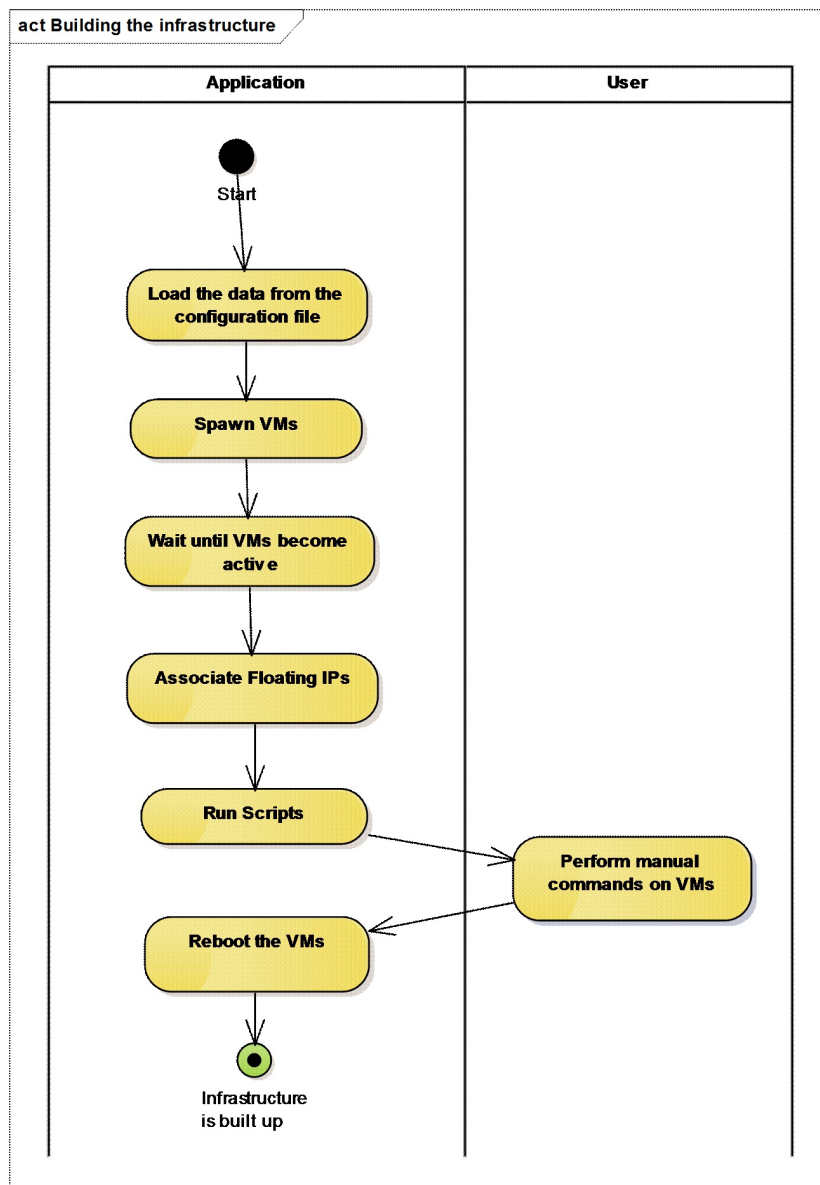 act Building the infrastructure
Application
User
Start
Load the data from the
configuration file
Spawn VMs
Wait until VMs become
active
Associate Floating IPs
Run Scripts
Perform manual
commands on VMs
Reboot the VMs
Infrastructure
is built up